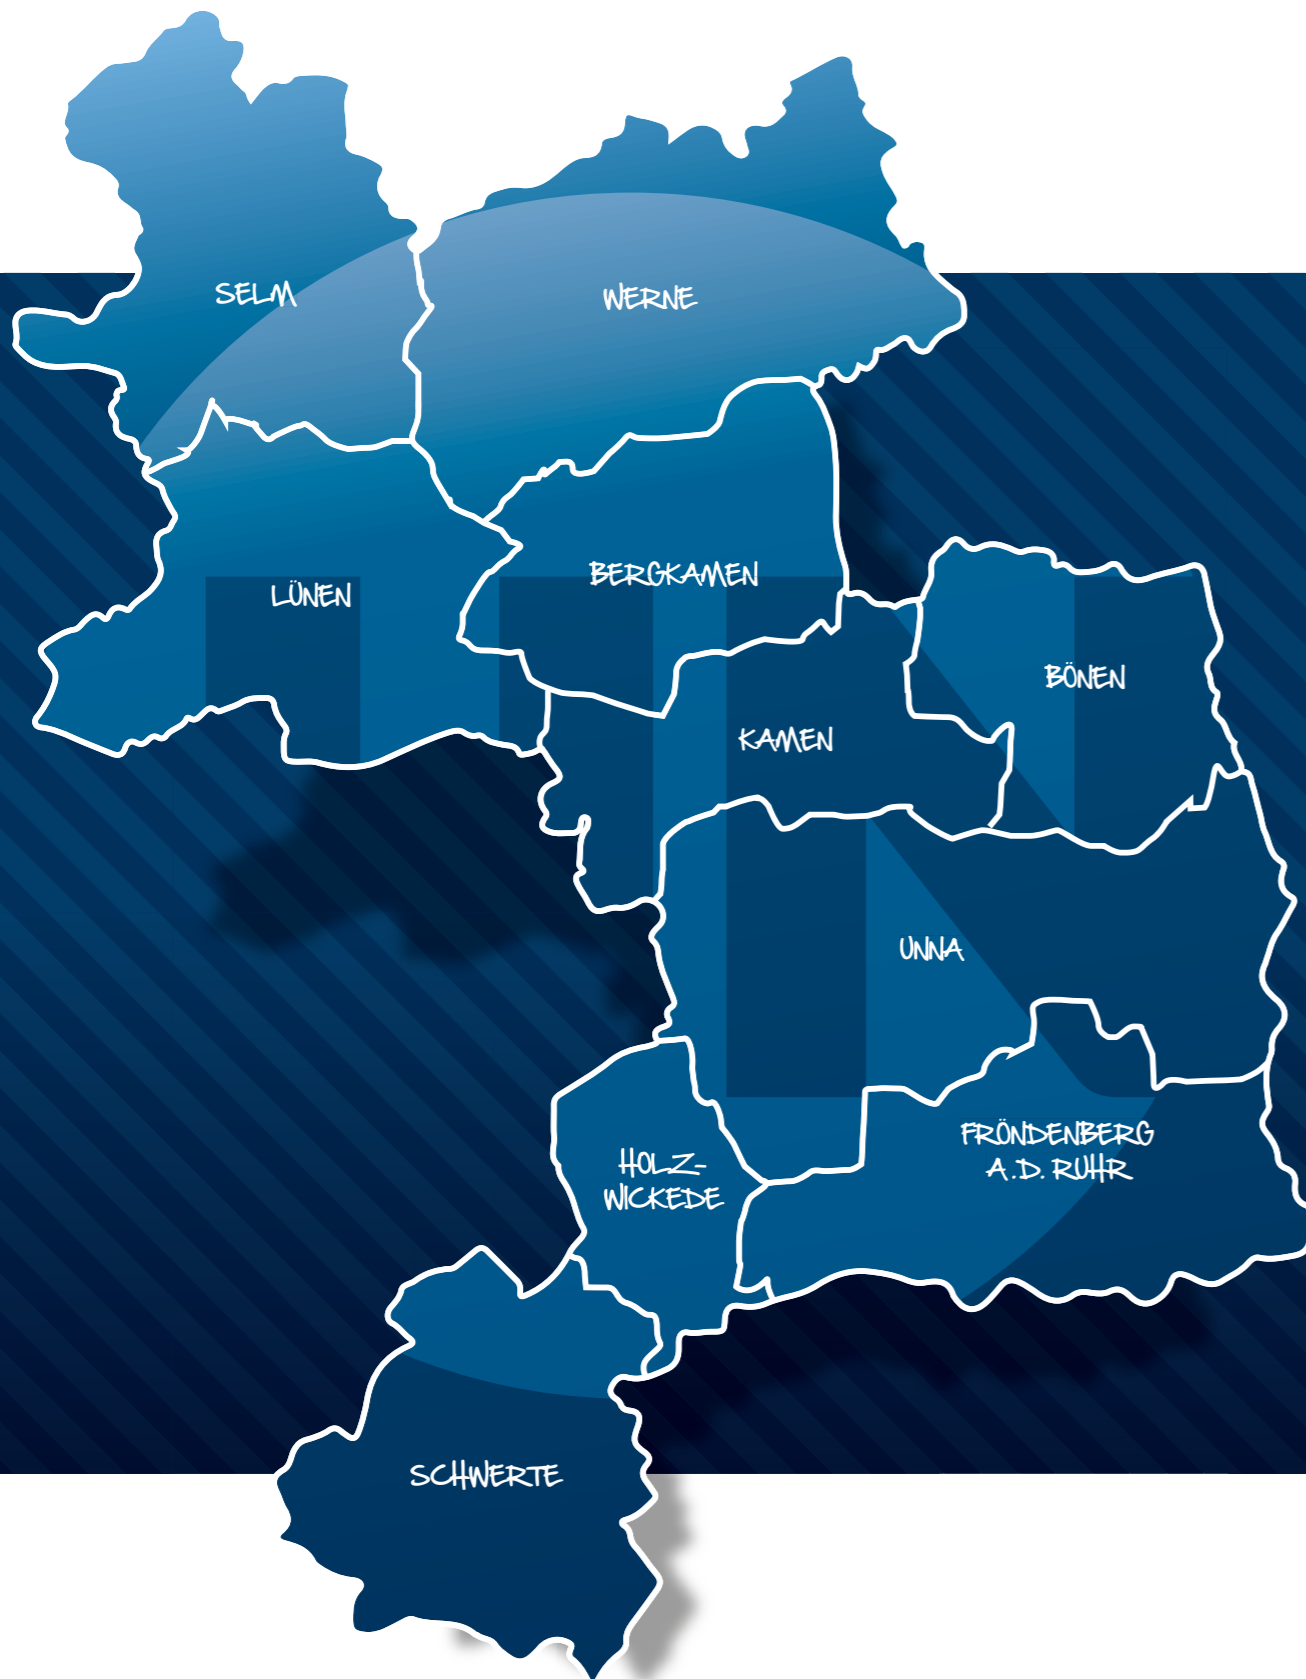 SELM
WERNE
BERGKAMEN
LÜNEN
BÖNEN
KAMEN
UNNA
FRÖNDENBERG
A.D. RUHR
HOLZ-
WICKEDE
SCHWERTE